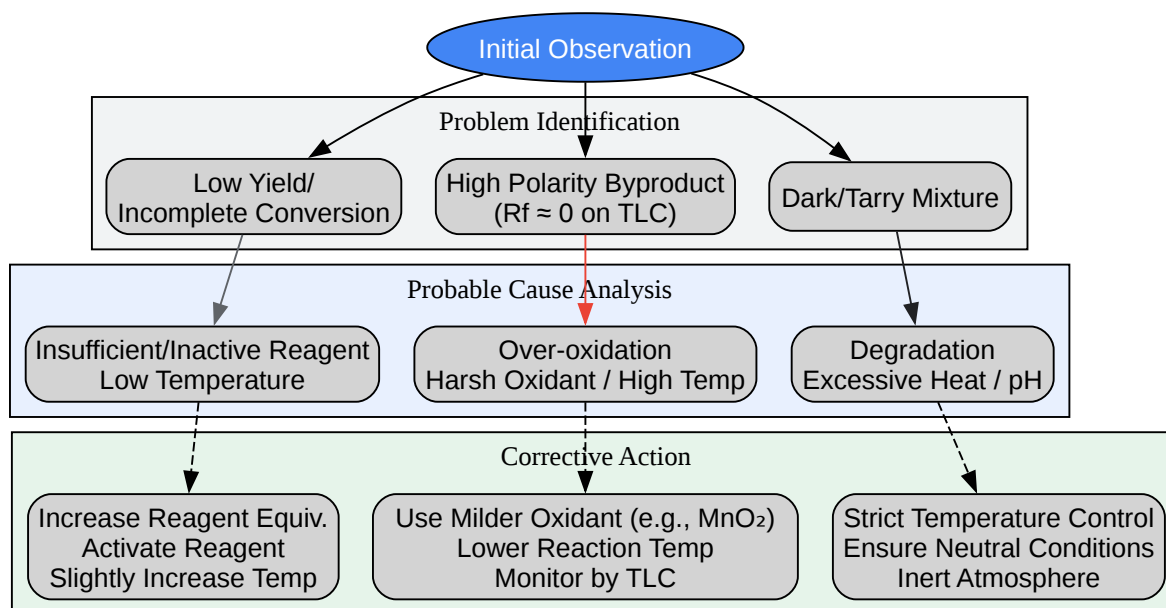 Initial Observation
Problem Identification
Low Yield/
Incomplete Conversion
High Polarity Byproduct
(Rf ≈ 0 on TLC)
Dark/Tarry Mixture
Probable Cause Analysis
Insufficient/Inactive Reagent
Low Temperature
Over-oxidation
Harsh Oxidant / High Temp
Degradation
Excessive Heat / pH
Corrective Action
Increase Reagent Equiv.
Activate Reagent
Slightly Increase Temp
Use Milder Oxidant (e.g., MnO₂)
Lower Reaction Temp
Monitor by TLC
Strict Temperature Control
Ensure Neutral Conditions
Inert Atmosphere